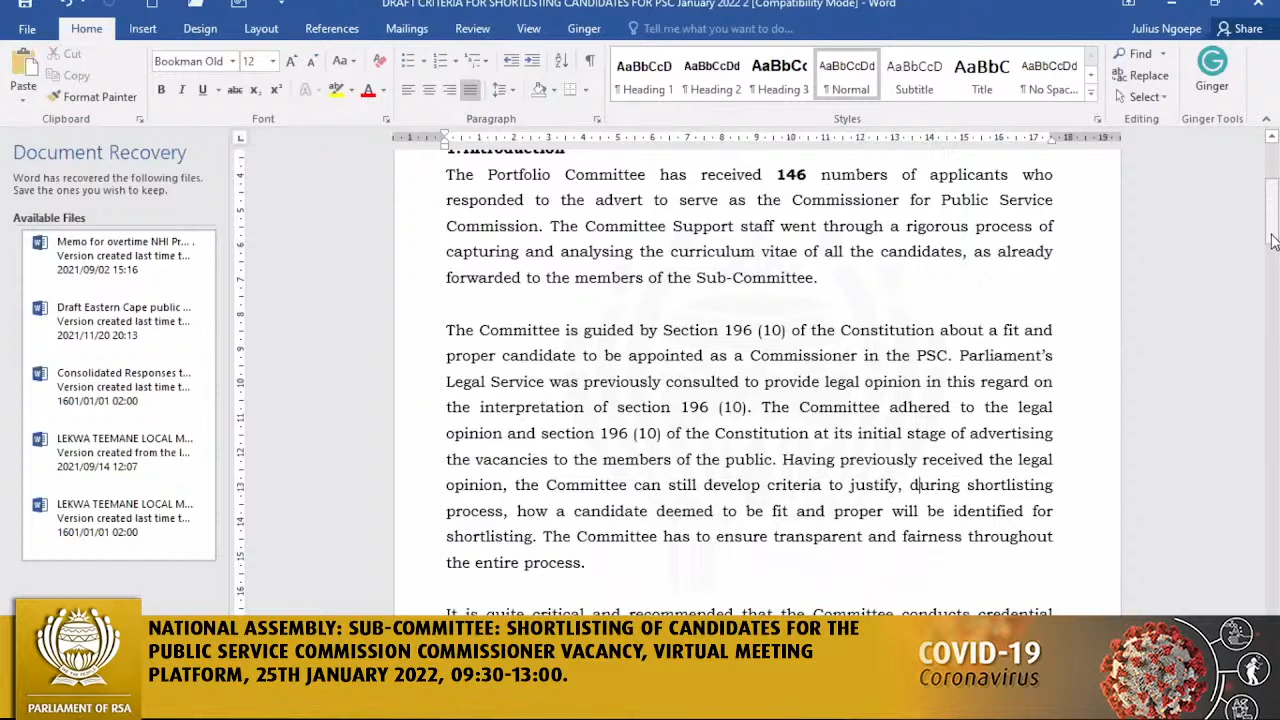 DRAFT CRITERIA FOR SHORTLISTING CANDIDATES FOR PSC January 2022 2 [Compatibility Mode] - Word
File Home Insert Design Layout References Mailings Review View Ginger Tell me what you want to do... Julius Ngoepe Share
Paste
Cut
Copy
Format Painter
Clipboard
Bookman Old 12
Font
Paragraph
AaBbCcD AaBbCcDd AaBbCc AaBbCcDd AaBbCcD AaBbC AaBbCcDd
¶ Heading 1 ¶ Heading 2 ¶ Heading 3 ¶ Normal Subtitle Title ¶ No Spac...
Styles
Find
Replace
Select
Editing
Ginger
Ginger Tools
Document Recovery
Word has recovered the following files.
Save the ones you wish to keep.
Available Files
Memo for overtime NHI Pr... .
Version created last time t...
2021/09/02 15:16
Draft Eastern Cape public ...
Version created last time t...
2021/11/20 20:13
Consolidated Responses t...
Version created last time t...
1601/01/01 02:00
LEKWA TEEMANE LOCAL M...
Version created from the l...
2021/09/14 12:07
LEKWA TEEMANE LOCAL M...
Version created last time t...
1601/01/01 02:00
1. Introduction
The Portfolio Committee has received 146 numbers of applicants who
responded to the advert to serve as the Commissioner for Public Service
Commission. The Committee Support staff went through a rigorous process of
capturing and analysing the curriculum vitae of all the candidates, as already
forwarded to the members of the Sub-Committee.
The Committee is guided by Section 196 (10) of the Constitution about a fit and
proper candidate to be appointed as a Commissioner in the PSC. Parliament's
Legal Service was previously consulted to provide legal opinion in this regard on
the interpretation of section 196 (10). The Committee adhered to the legal
opinion and section 196 (10) of the Constitution at its initial stage of advertising
the vacancies to the members of the public. Having previously received the legal
opinion, the Committee can still develop criteria to justify, during shortlisting
process, how a candidate deemed to be fit and proper will be identified for
shortlisting. The Committee has to ensure transparent and fairness throughout
the entire process.
It is quite critical and recommended that the Committee conducts credential
PARLIAMENT OF RSA
NATIONAL ASSEMBLY: SUB-COMMITTEE: SHORTLISTING OF CANDIDATES FOR THE
PUBLIC SERVICE COMMISSION COMMISSIONER VACANCY, VIRTUAL MEETING
PLATFORM, 25TH JANUARY 2022, 09:30-13:00.
COVID-19
Coronavirus